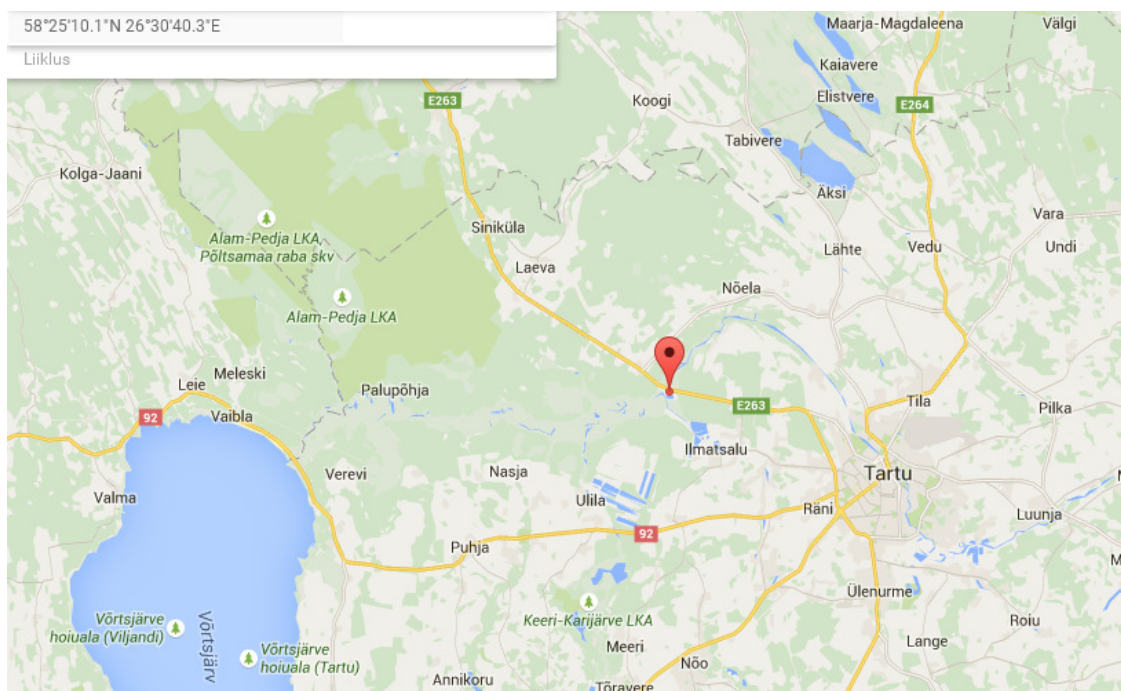 58°25'10.1"N 26°30'40.3"E
Liiklus
Maarja-Magdaleena
Välgi
Kaiavere
E263
Koogi
Elistvere
E264
Tabivere
Kolga-Jaani
Äksi
Vara
Siniküla
Alam-Pedja LKA,
Põltsamaa raba skv
Lähte
Vedu
Undi
Laeva
Nõela
Alam-Pedja LKA
Meleski
Leie
Palupõhja
E263
Tila
Pilka
92
Vaibla
Ilmatsalu
Verevi
Nasja
Tartu
Valma
Ulila
Räni
Luunja
92
Puhja
Ülenurme
Keeri-Karijärve LKA
Roiu
Võrtsjärve
hoiuala (Viljandi)
Võrtsjärv
Meeri
Lange
Võrtsjärve
hoiuala (Tartu)
Nõo
Annikoru
Tõravere